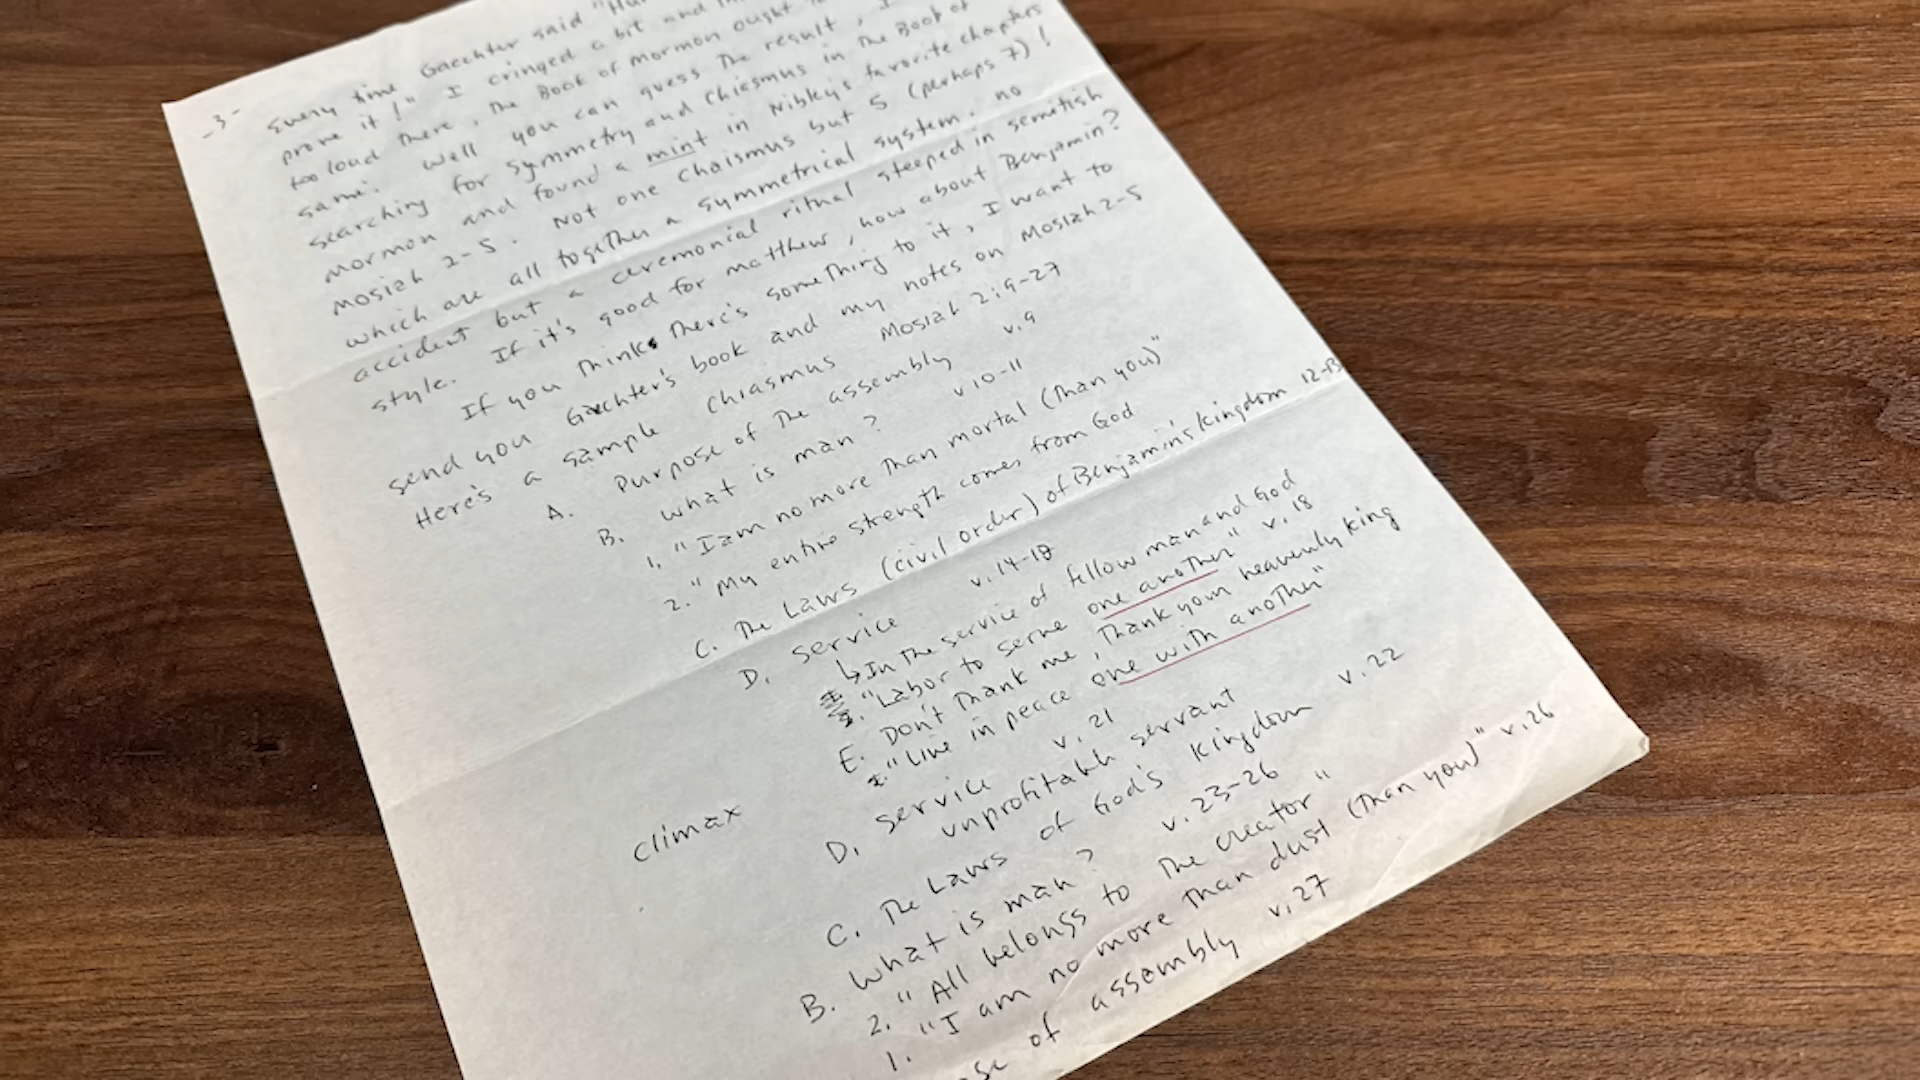 -3-
Every time Gaechter said "Hu
prove it!" I cringed a bit and
too loud there, the Book of Mormon ought
same. Well you can guess the result, I
searching for symmetry and chiasmus in the Book of
Mormon and found a mint in Nibley's favorite chapters
Mosiah 2-5. Not one chaismus but 5 (perhaps 7)!
which are all together a symmetrical system. no
accident but a ceremonial ritual steeped in semitish
style. If it's good for Matthew, how about Benjamin?
If you think there's something to it, I want to
send you Gaechter's book and my notes on Mosiah 2-5
Here's a sample chiasmus Mosiah 2:9-27
A. Purpose of the assembly v.9
B. What is man? v 10-11
1. "I am no more than mortal (than you)"
2. "My entire strength comes from God
C. The Laws (civil order) of Benjamin's kingdom 12-13
D. Service v. 14-18
In the service of fellow man and God
"Labor to serve one another" v. 18
E. Don't thank me, thank your heavenly king
"Live in peace one with another"
climax
D. service v. 21
unprofitable servant
C. The Laws of God's kingdom v. 22
B. What is man? v. 23-26
2. "All belongs to the creator"
1. "I am no more than dust (than you)" v. 26
of assembly v. 27